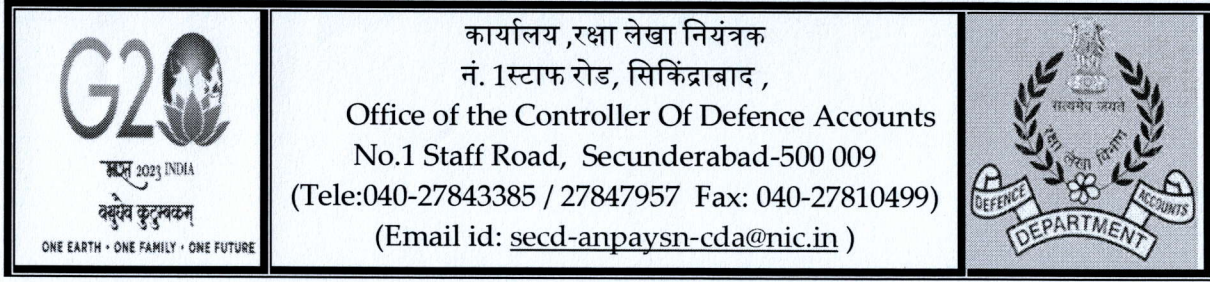 G20
भारत 2023 INDIA
वसुधैव कुटुम्बकम्
ONE EARTH • ONE FAMILY • ONE FUTURE
कार्यालय ,रक्षा लेखा नियंत्रक
नं. 1स्टाफ रोड, सिकिंद्राबाद ,
Office of the Controller Of Defence Accounts
No.1 Staff Road, Secunderabad-500 009
(Tele:040-27843385 / 27847957 Fax: 040-27810499)
(Email id: secd-anpaysn-cda@nic.in )
सत्यमेव जयते
रक्षा लेखा विभाग
DEFENCE ACCOUNTS
DEPARTMENT